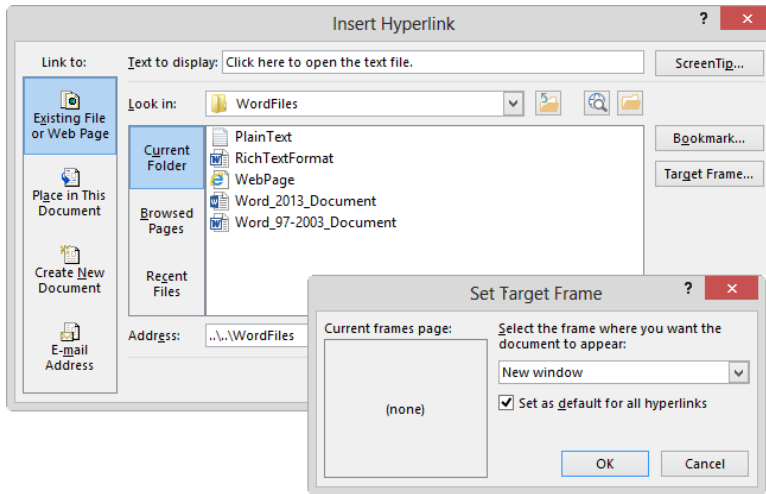 Insert Hyperlink
?
×
Link to:
Text to display:
Click here to open the text file.
ScreenTip...
Existing File
or Web Page
Look in:
WordFiles
Current
Folder
PlainText
RichTextFormat
WebPage
Word_2013_Document
Word_97-2003_Document
Bookmark...
Target Frame...
Place in This
Document
Browsed
Pages
Create New
Document
Recent
Files
E-mail
Address
Address:
..\..\WordFiles
Set Target Frame
?
×
Current frames page:
(none)
Select the frame where you want the
document to appear:
New window
Set as default for all hyperlinks
OK
Cancel